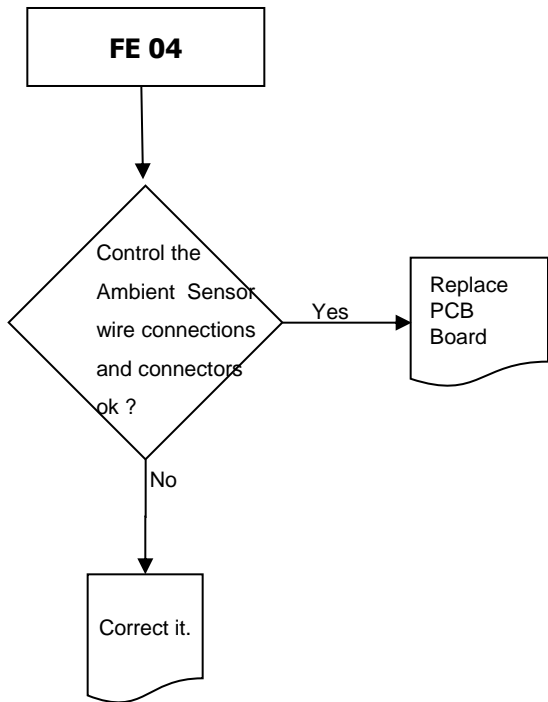 FE 04
Control the
Ambient Sensor
wire connections
and connectors
ok ?
Yes
Replace
PCB
Board
No
Correct it.